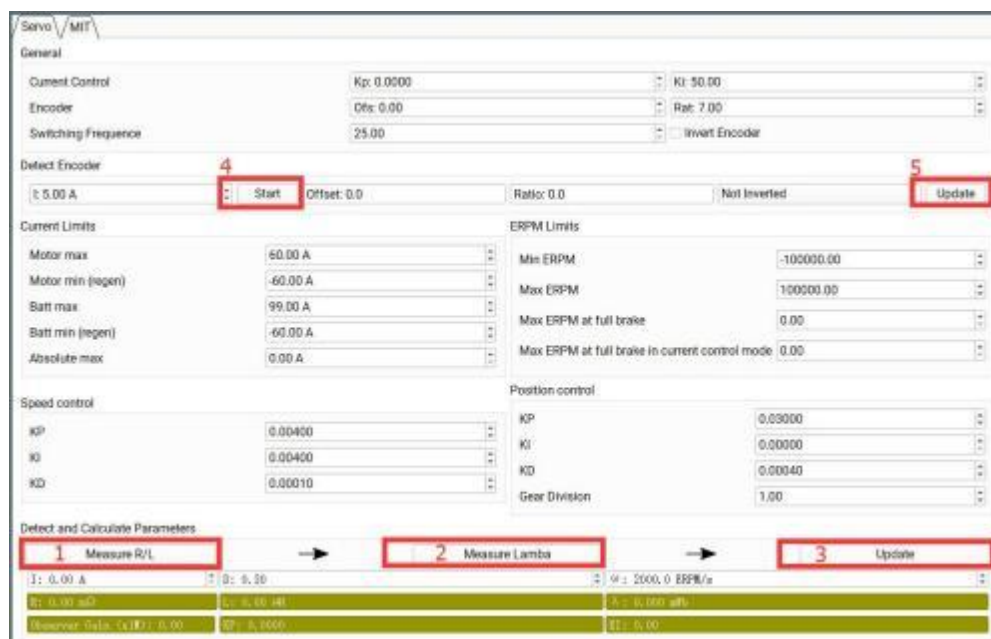 Servo MIT
General
Current Control Kp: 0.0000 Ki: 50.00
Encoder Ofs: 0.00 Rat: 7.00
Switching Frequence 25.00 Invert Encoder
Detect Encoder 4 5
I: 5.00 A Start Offset: 0.0 Ratio: 0.0 Not Inverted Update
Current Limits
Motor max 60.00 A
Motor min (regen) -60.00 A
Batt max 99.00 A
Batt min (regen) -60.00 A
Absolute max 0.00 A
ERPM Limits
Min ERPM -100000.00
Max ERPM 100000.00
Max ERPM at full brake 0.00
Max ERPM at full brake in current control mode 0.00
Speed control
KP 0.00400
KI 0.00400
KD 0.00010
Position control
KP 0.03000
KI 0.00000
KD 0.00040
Gear Division 1.00
Detect and Calculate Parameters
1 Measure R/L 2 Measure Lamba 3 Update
I: 0.00 A D: 0.50 W: 2000.0 ERPM/s
R: 0.00 mΩ L: 0.00 0.000
Observer Gain (x1M): 0.00 KP: 0.0000 KI: 0.00